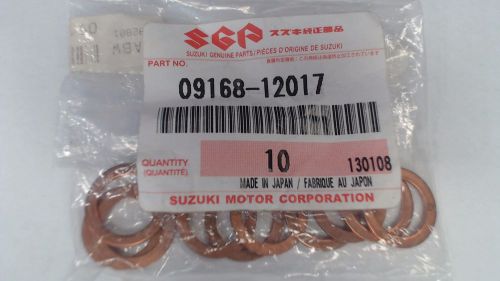 SGP スズキ純正部品
SUZUKI GENUINE PARTS/PIÈCES D'ORIGINE DE SUZUKI
PART NO.
09168-12017
QUANTITY 10 130108
(QUANTITÉ)
MADE IN JAPAN / FABRIQUE AU JAPON
SUZUKI MOTOR CORPORATION